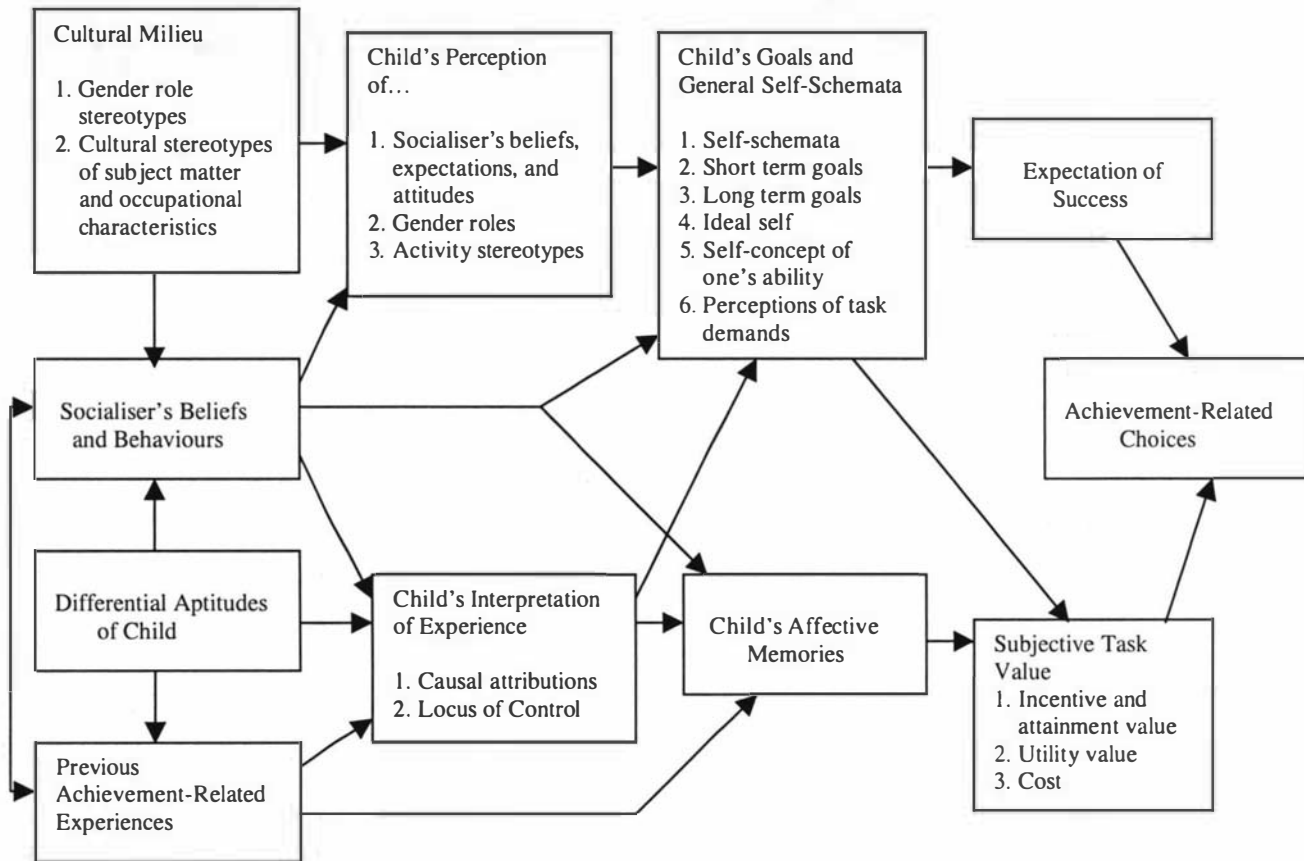 Cultural Milieu
1. Gender role
stereotypes
2. Cultural stereotypes
of subject matter
and occupational
characteristics
Child's Perception
of…
1. Socialiser's beliefs,
expectations, and
attitudes
2. Gender roles
3. Activity stereotypes
Child's Goals and
General Self-Schemata
1. Self-schemata
2. Short term goals
3. Long term goals
4. Ideal self
5. Self-concept of
one's ability
6. Perceptions of task
demands
Expectation of
Success
Socialiser's Beliefs
and Behaviours
Achievement-Related
Choices
Differential Aptitudes
of Child
Child's Interpretation
of Experience
1. Causal attributions
2. Locus of Control
Child's Affective
Memories
Subjective Task
Value
1. Incentive and
attainment value
2. Utility value
3. Cost
Previous
Achievement-Related
Experiences